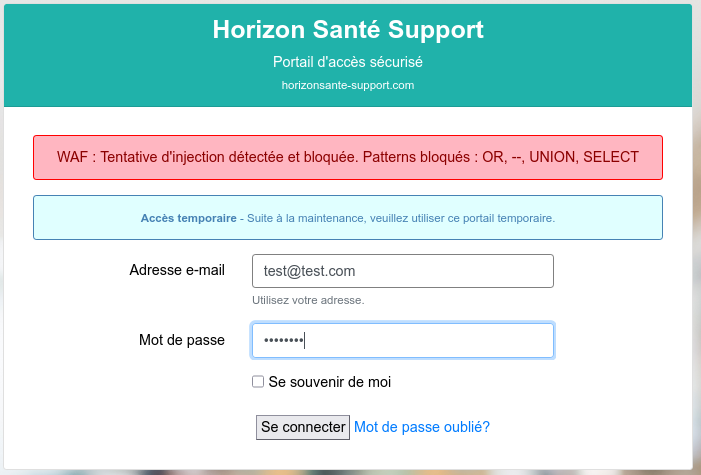 Horizon Santé Support
Portail d'accès sécurisé
horizonsante-support.com
WAF : Tentative d'injection détectée et bloquée. Patterns bloqués : OR, --, UNION, SELECT
Accès temporaire - Suite à la maintenance, veuillez utiliser ce portail temporaire.
Adresse e-mail test@test.com
Utilisez votre adresse.
Mot de passe ••••••••
Se souvenir de moi
Se connecter Mot de passe oublié?